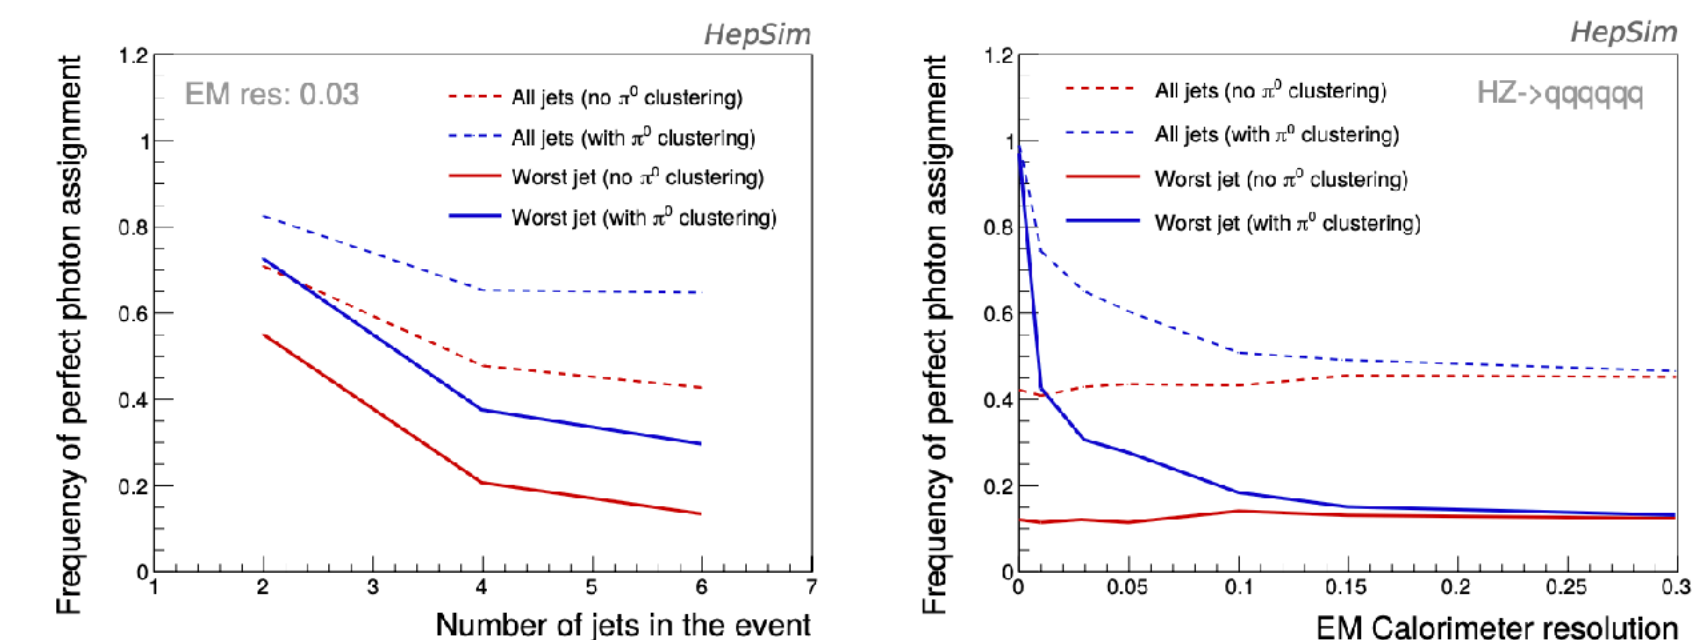 HepSim
Frequency of perfect photon assignment
1.2
1
0.8
0.6
0.4
0.2
0
EM res: 0.03
All jets (no π⁰ clustering)
All jets (with π⁰ clustering)
Worst jet (no π⁰ clustering)
Worst jet (with π⁰ clustering)
1 2 3 4 5 6 7
Number of jets in the event
HepSim
Frequency of perfect photon assignment
1.2
1
0.8
0.6
0.4
0.2
0
All jets (no π⁰ clustering)
All jets (with π⁰ clustering)
Worst jet (no π⁰ clustering)
Worst jet (with π⁰ clustering)
HZ->qqqqqq
0 0.05 0.1 0.15 0.2 0.25 0.3
EM Calorimeter resolution